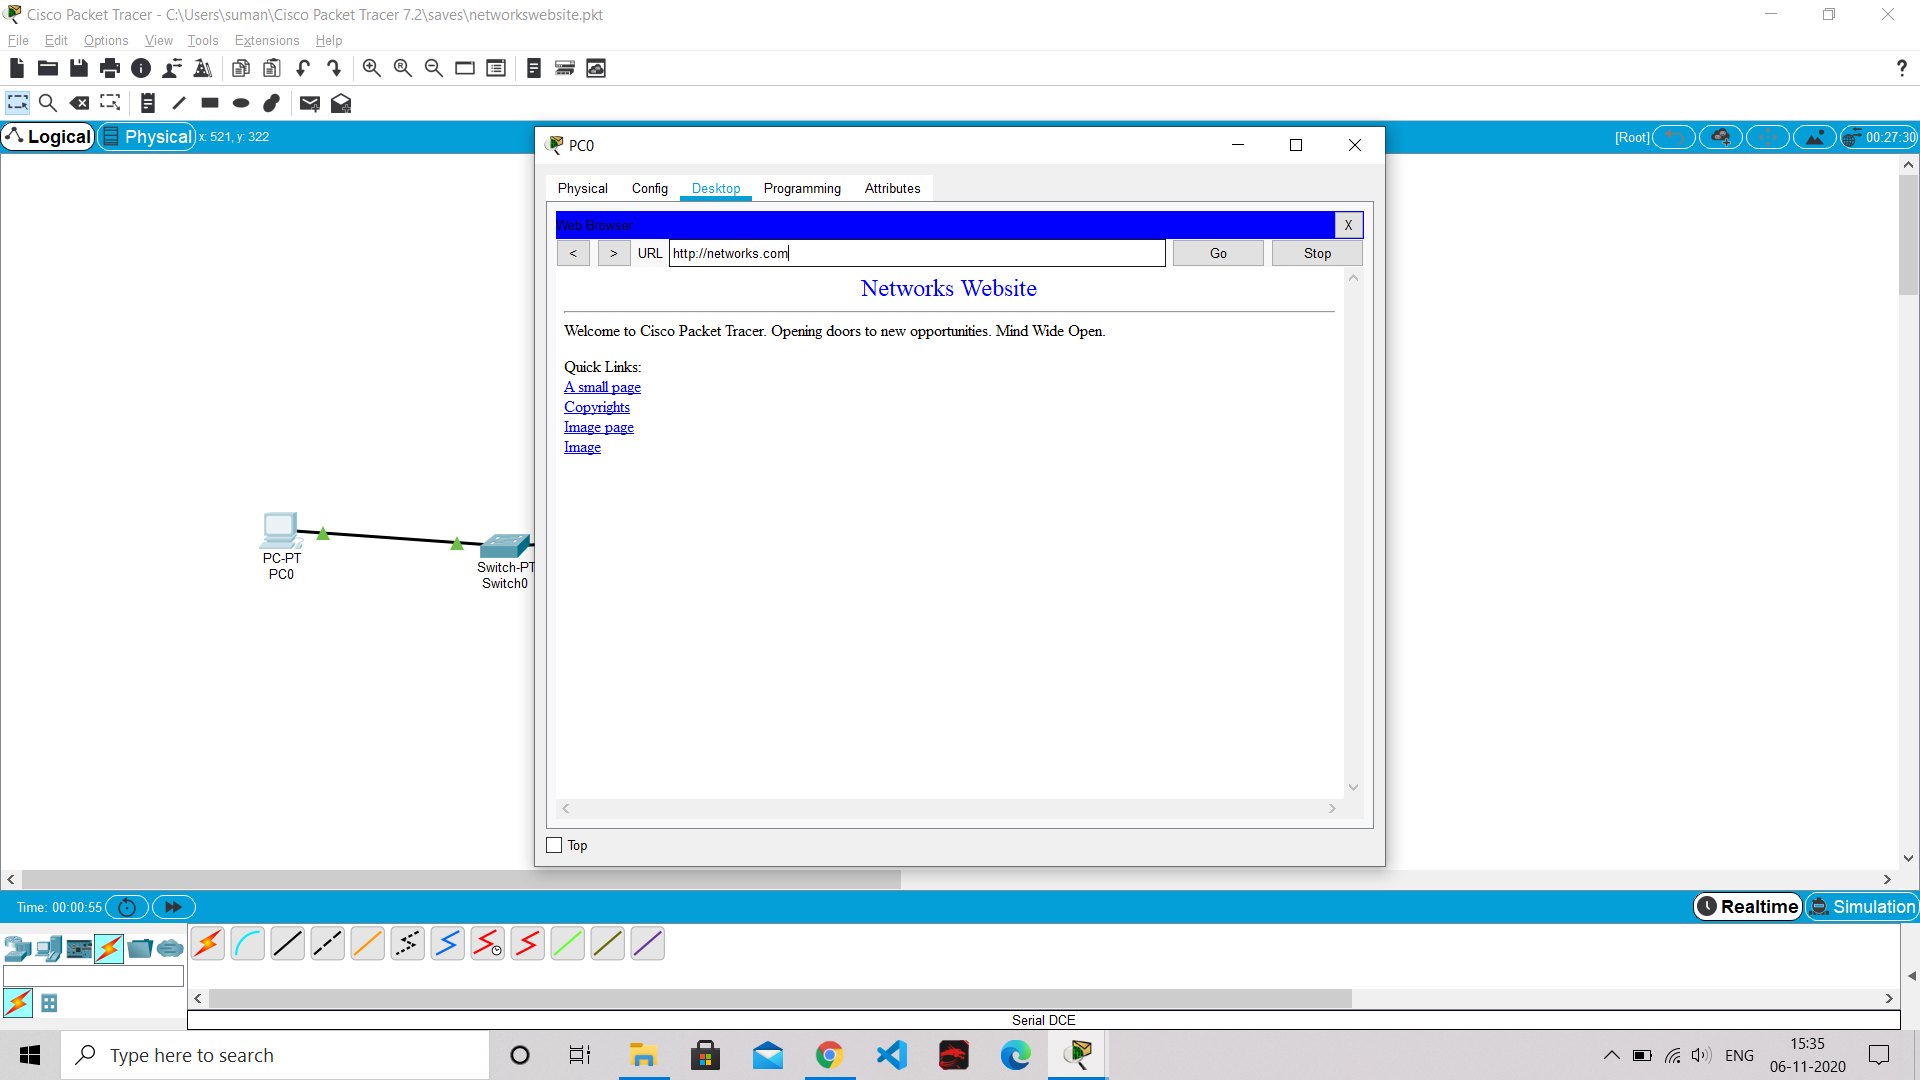 Cisco Packet Tracer - C:\Users\suman\Cisco Packet Tracer 7.2\saves\networkswebsite.pkt
File Edit Options View Tools Extensions Help
?
Logical Physical x: 521, y: 322
[Root] 00:27:30
PC0
Physical Config Desktop Programming Attributes
Web Browser X
< > URL http://networks.com Go Stop
Networks Website
Welcome to Cisco Packet Tracer. Opening doors to new opportunities. Mind Wide Open.
Quick Links:
A small page
Copyrights
Image page
Image
PC-PT
PC0
Switch-PT
Switch0
Top
Time: 00:00:55
Realtime Simulation
Serial DCE
Type here to search
ENG
15:35
06-11-2020